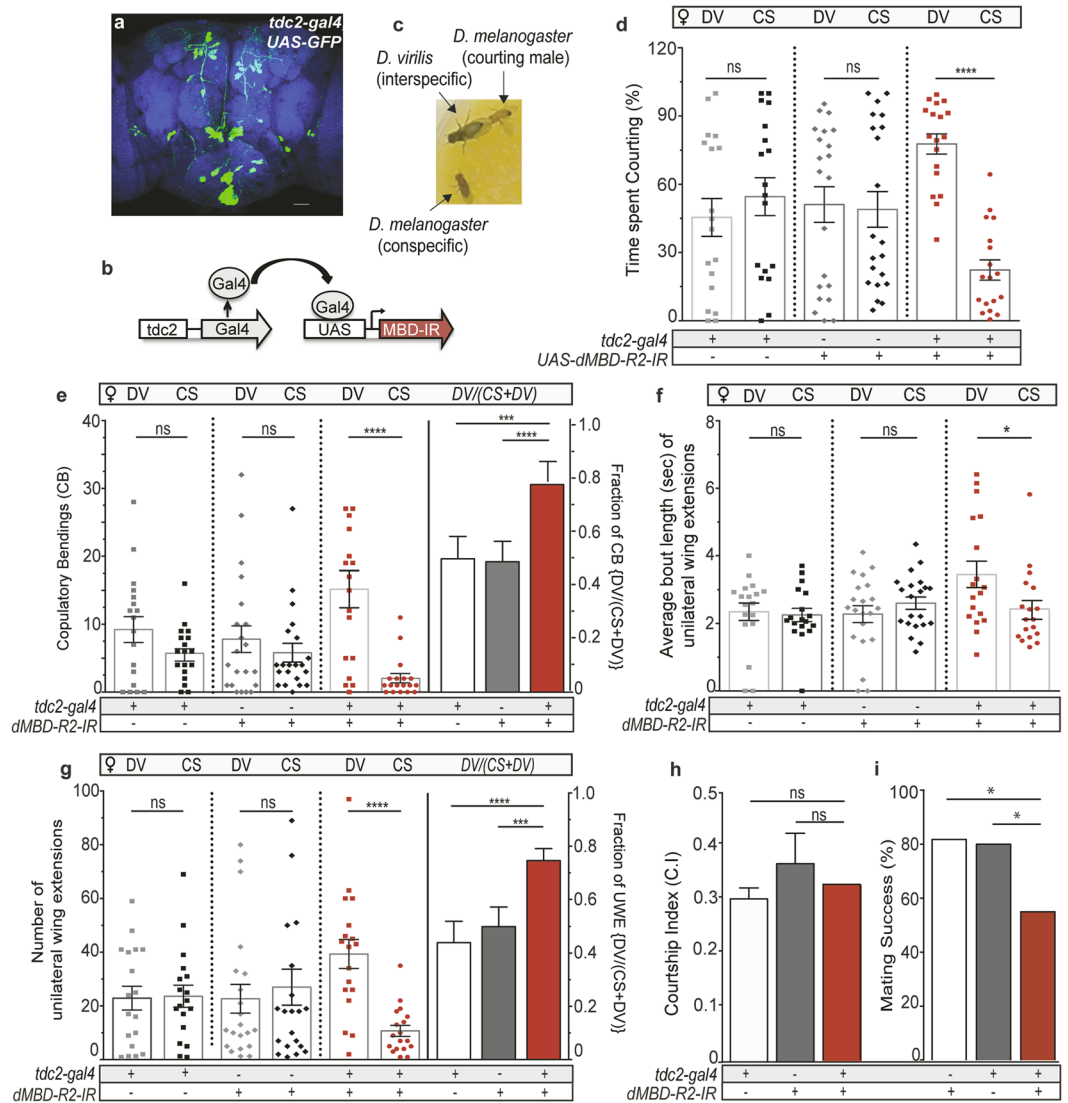 a
tdc2-gal4
UAS-GFP
c
D. melanogaster
(courting male)
D. virilis
(interspecific)
D. melanogaster
(conspecific)
b
Gal4
Gal4
tdc2
Gal4
UAS
MBD-IR
d
♀ DV CS DV CS DV CS
Time spent Courting (%)
120
90
60
30
0
ns
ns
****
tdc2-gal4 + + - - + +
UAS-dMBD-R2-IR - - + + + +
e
♀ DV CS DV CS DV CS DV/(CS+DV)
Copulatory Bendings (CB)
40
35
30
25
20
15
10
5
0
ns
ns
****
***
****
1.0
0.8
0.6
0.4
0.2
0
Fraction of CB {DV/(CS+DV)}
tdc2-gal4 + + - - + + + - +
dMBD-R2-IR - - + + + + - + +
f
♀ DV CS DV CS DV CS
Average bout length (sec) of
unilateral wing extensions
8
6
4
2
0
ns
ns
*
tdc2-gal4 + + - - + +
dMBD-R2-IR - - + + + +
g
♀ DV CS DV CS DV CS DV/(CS+DV)
Number of
unilateral wing extensions
100
80
60
40
20
0
ns
ns
****
****
***
1.0
0.8
0.6
0.4
0.2
0
Fraction of UWE {DV/(CS+DV)}
tdc2-gal4 + + - - + + + - +
dMBD-R2-IR - - + + + + - + +
h
Courtship Index (C.I)
0.5
0.4
0.3
0.2
0.1
0
ns
ns
i
Mating Success (%)
100
80
60
40
20
0
*
*
tdc2-gal4 + - + - + +
dMBD-R2-IR - + + + - +